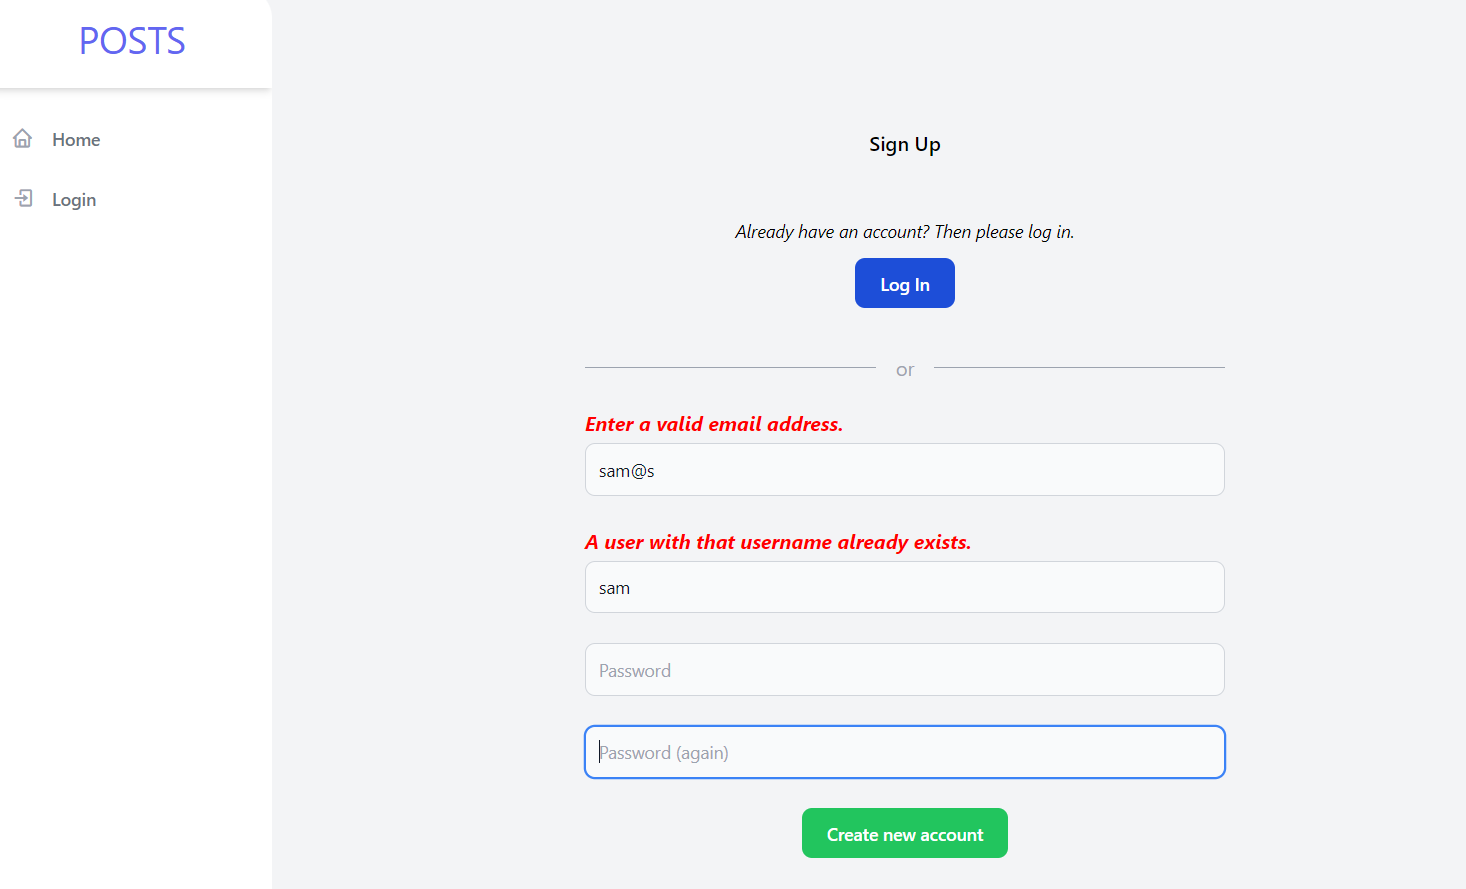 POSTS
Home
Login
Sign Up
Already have an account? Then please log in.
Log In
or
Enter a valid email address.
sam@s
A user with that username already exists.
sam
Password
Password (again)
Create new account